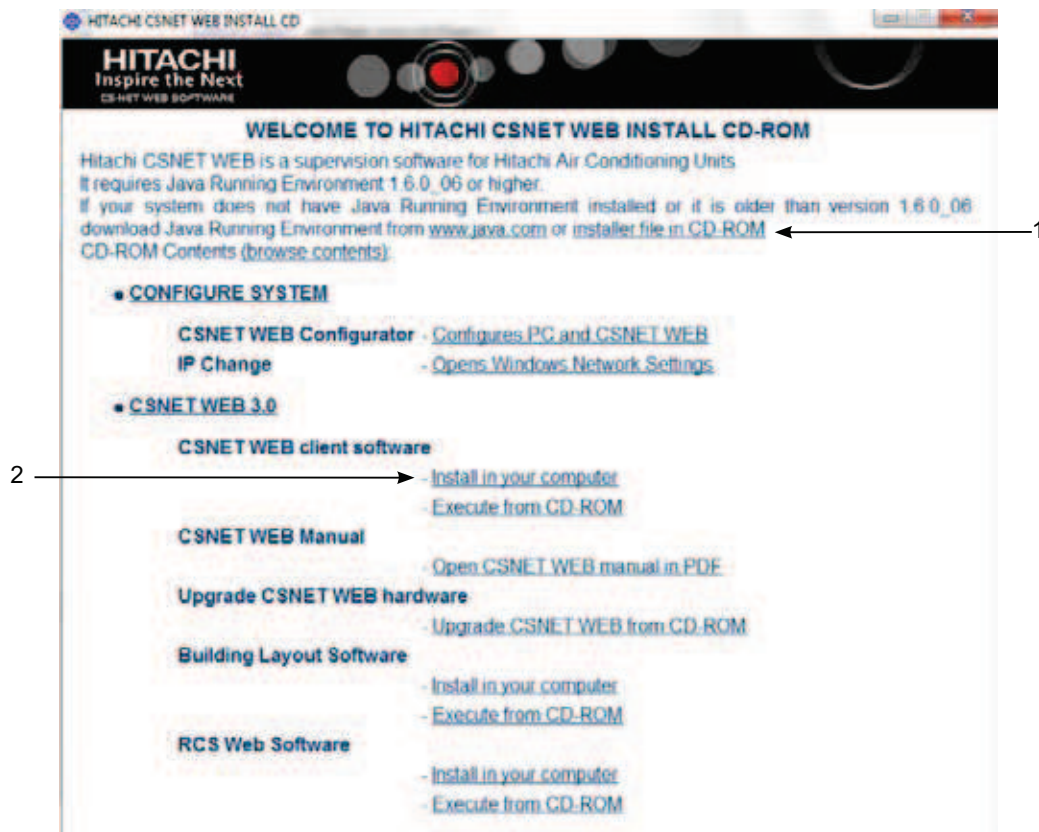 HITACHI CSNET WEB INSTALL CD
HITACHI
Inspire the Next
CS-NET WEB SOFTWARE
WELCOME TO HITACHI CSNET WEB INSTALL CD-ROM
Hitachi CSNET WEB is a supervision software for Hitachi Air Conditioning Units
It requires Java Running Environment 1.6.0_06 or higher.
If your system does not have Java Running Environment installed or it is older than version 1.6.0_06
download Java Running Environment from www.java.com or installer file in CD-ROM
1
CD-ROM Contents (browse contents):
• CONFIGURE SYSTEM
CSNET WEB Configurator - Configures PC and CSNET WEB
IP Change - Opens Windows Network Settings
• CSNET WEB 3.0
CSNET WEB client software
2
- Install in your computer
- Execute from CD-ROM
CSNET WEB Manual
- Open CSNET WEB manual in PDF
Upgrade CSNET WEB hardware
- Upgrade CSNET WEB from CD-ROM
Building Layout Software
- Install in your computer
- Execute from CD-ROM
RCS Web Software
- Install in your computer
- Execute from CD-ROM